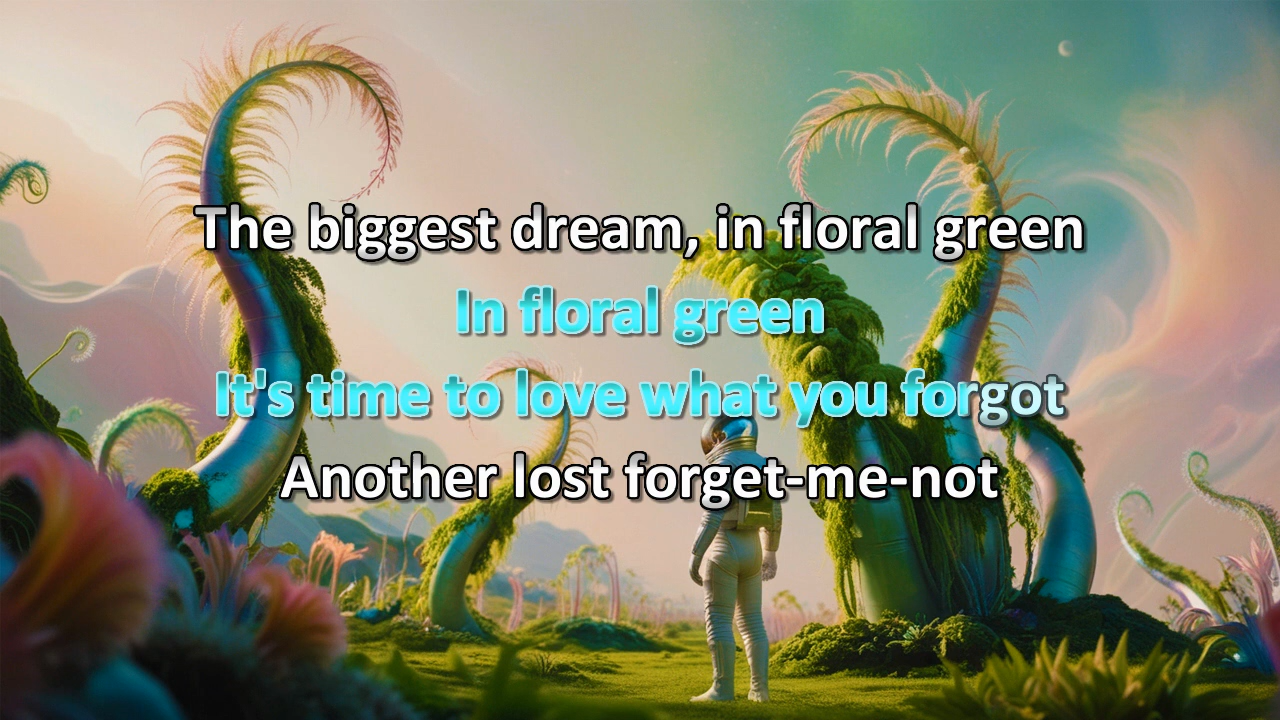 The biggest dream, in floral green
In floral green
It's time to love what you forgot
Another lost forget-me-not